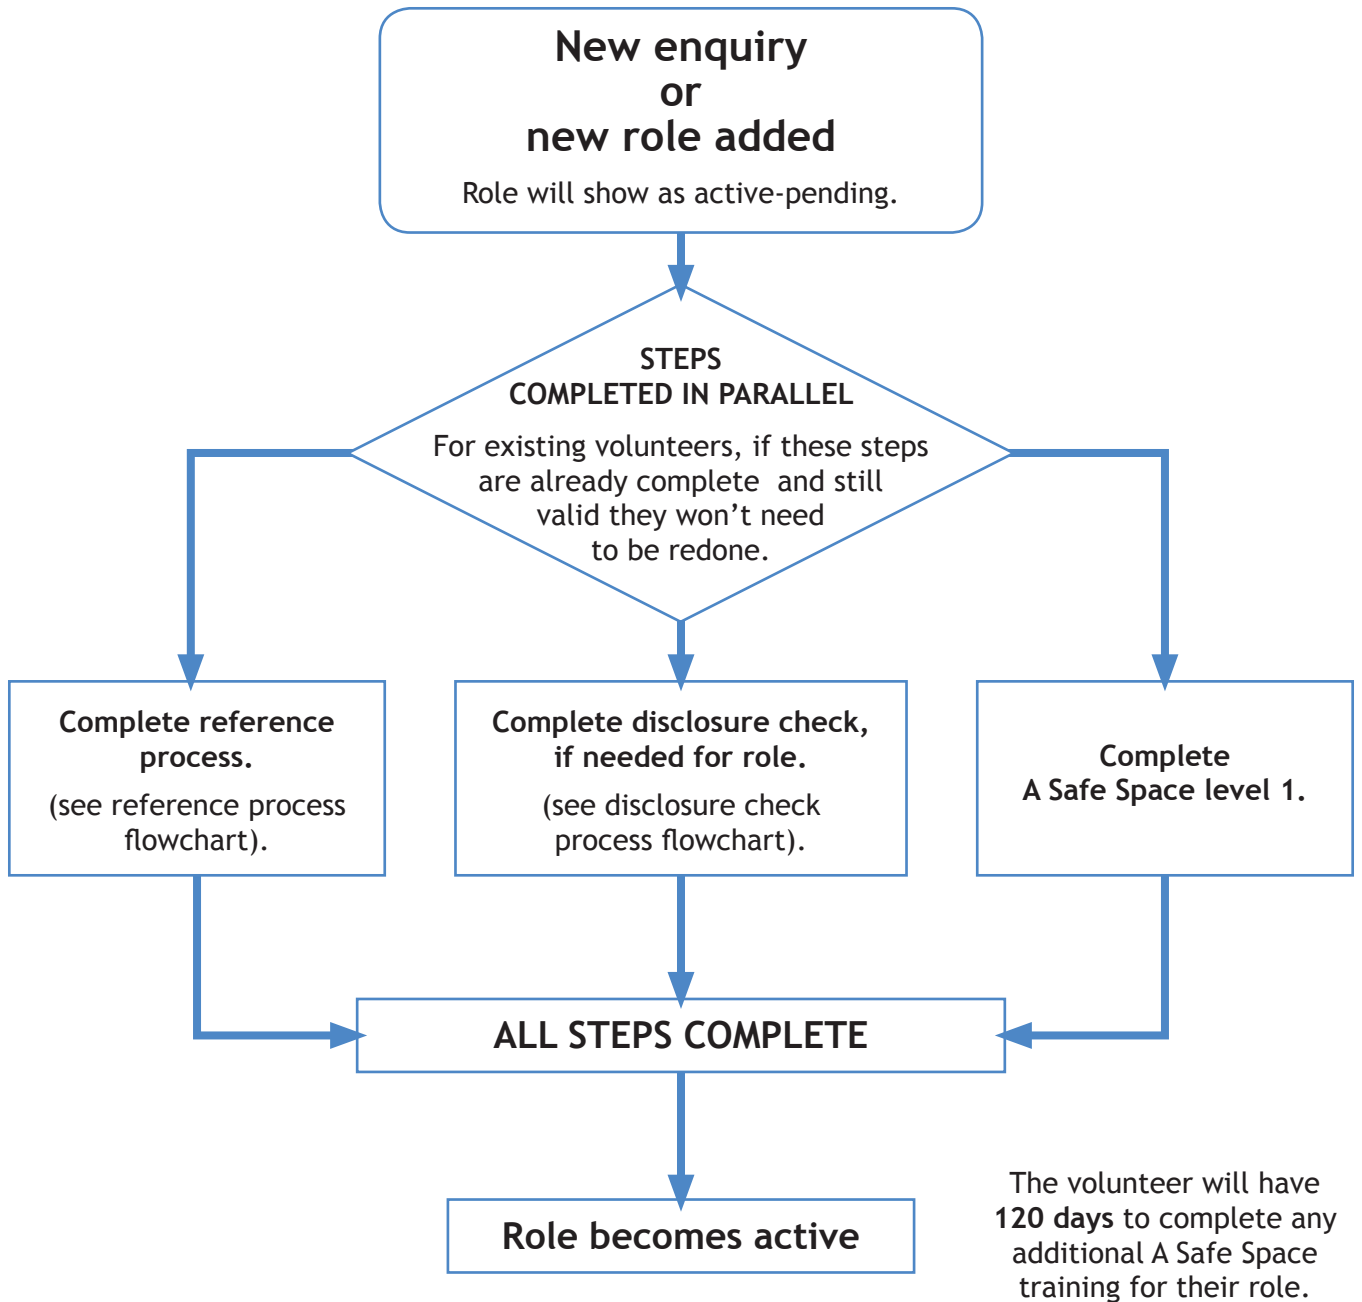 New enquiry
or
new role added
Role will show as active-pending.
STEPS
COMPLETED IN PARALLEL
For existing volunteers, if these steps
are already complete and still
valid they won’t need
to be redone.
Complete reference
process.
(see reference process
flowchart).
Complete disclosure check,
if needed for role.
(see disclosure check
process flowchart).
Complete
A Safe Space level 1.
ALL STEPS COMPLETE
Role becomes active
The volunteer will have
120 days to complete any
additional A Safe Space
training for their role.